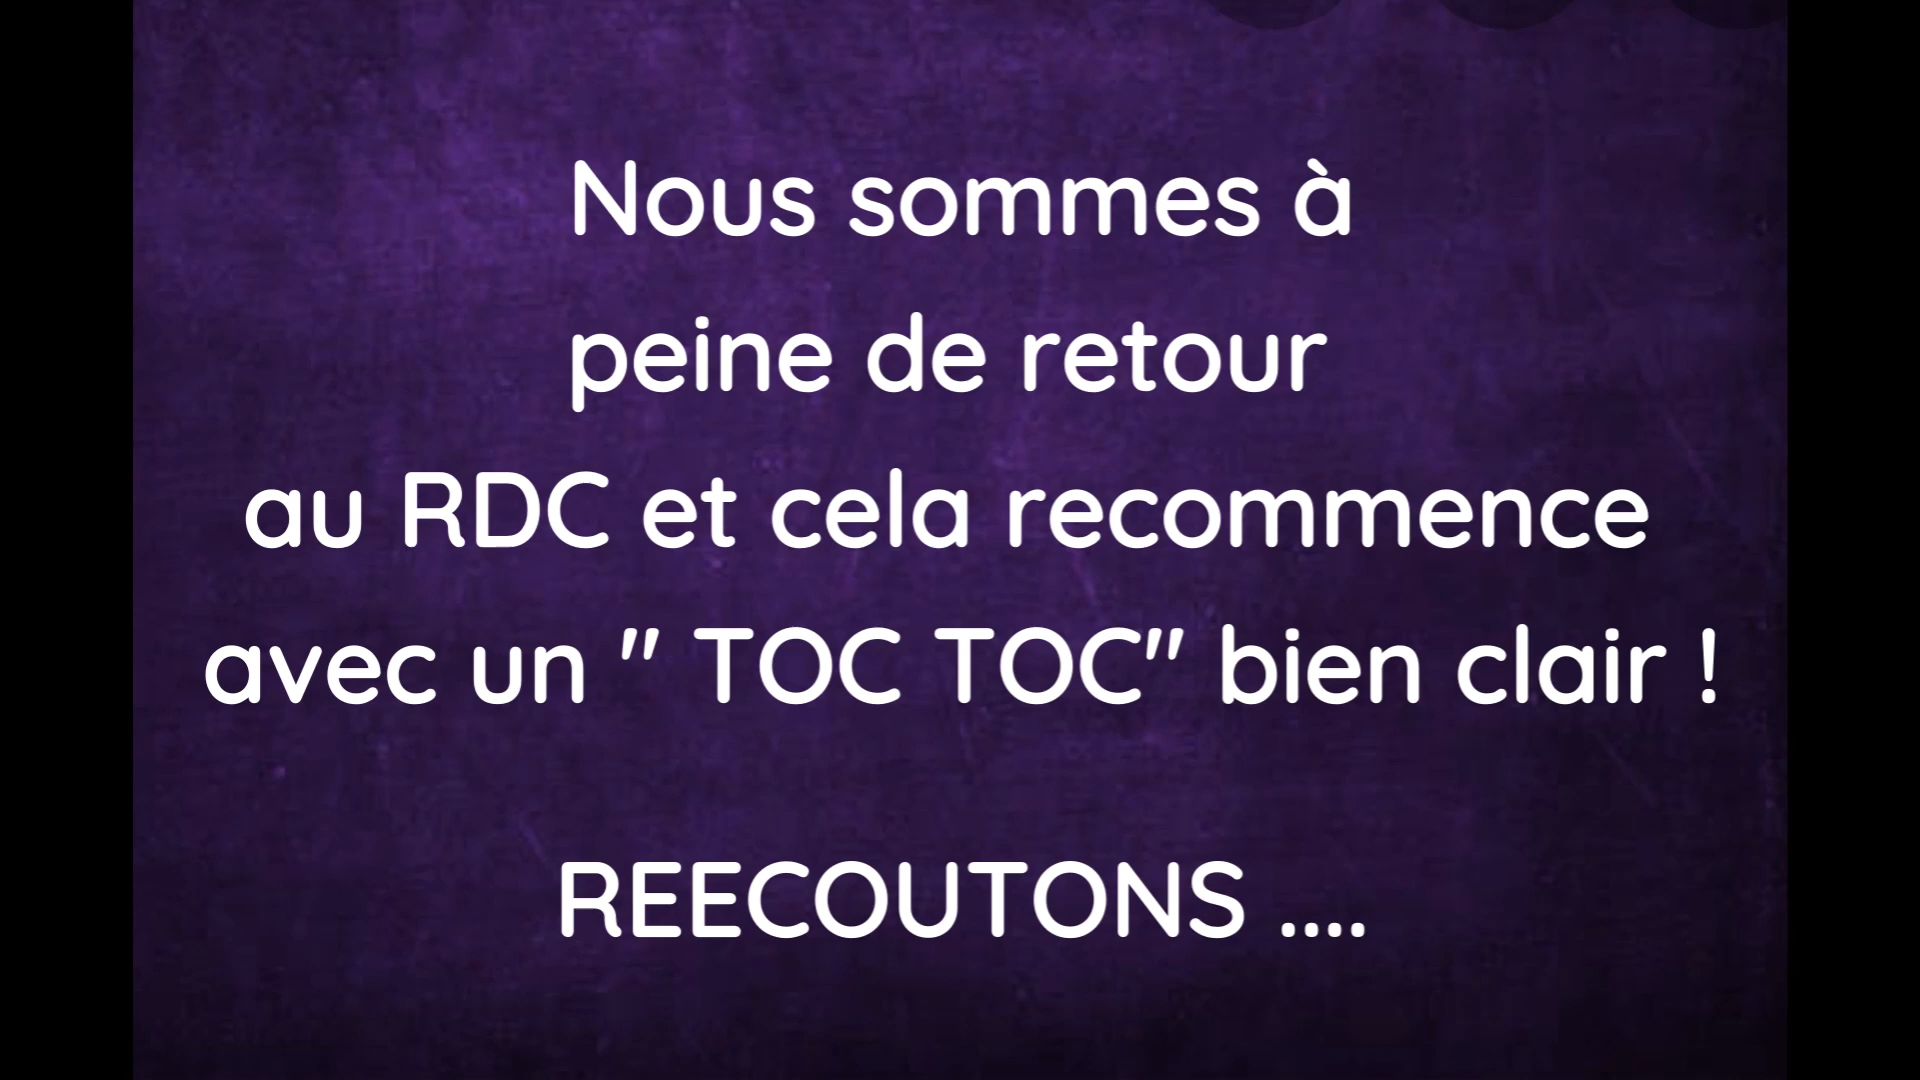 Nous sommes à
peine de retour
au RDC et cela recommence
avec un " TOC TOC" bien clair !
REECOUTONS ....